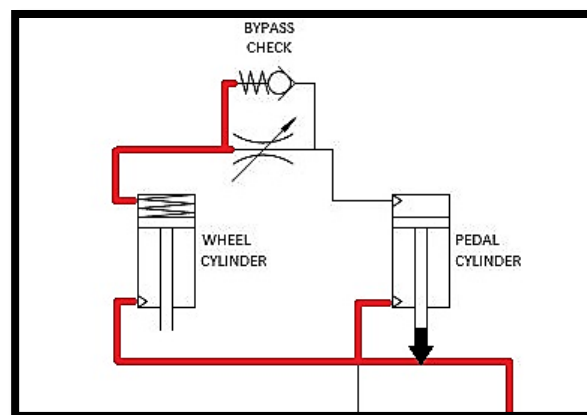 BYPASS
CHECK
WHEEL
CYLINDER
PEDAL
CYLINDER